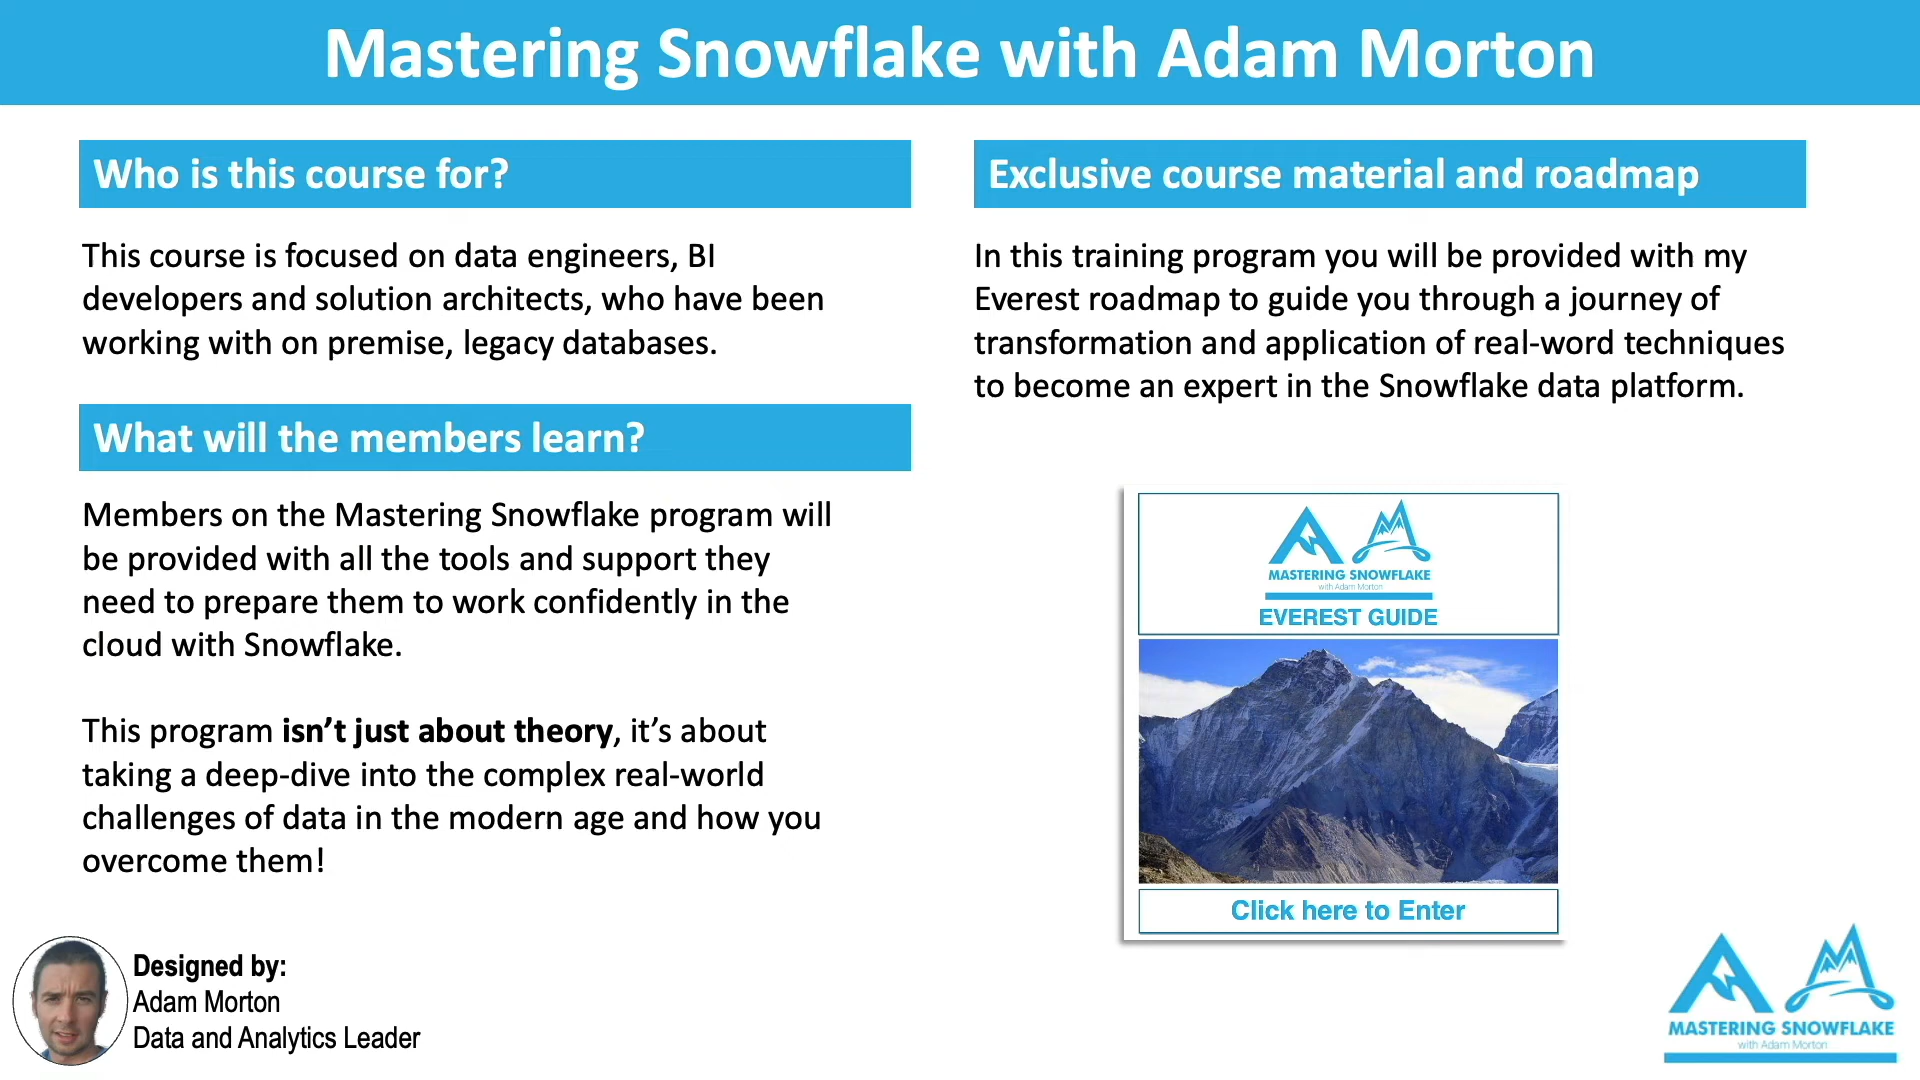 Mastering Snowflake with Adam Morton
Who is this course for?
This course is focused on data engineers, BI
developers and solution architects, who have been
working with on premise, legacy databases.
What will the members learn?
Members on the Mastering Snowflake program will
be provided with all the tools and support they
need to prepare them to work confidently in the
cloud with Snowflake.
This program isn’t just about theory, it’s about
taking a deep-dive into the complex real-world
challenges of data in the modern age and how you
overcome them!
Designed by:
Adam Morton
Data and Analytics Leader
Exclusive course material and roadmap
In this training program you will be provided with my
Everest roadmap to guide you through a journey of
transformation and application of real-word techniques
to become an expert in the Snowflake data platform.
MASTERING SNOWFLAKE
with Adam Morton
EVEREST GUIDE
Click here to Enter
MASTERING SNOWFLAKE
with Adam Morton